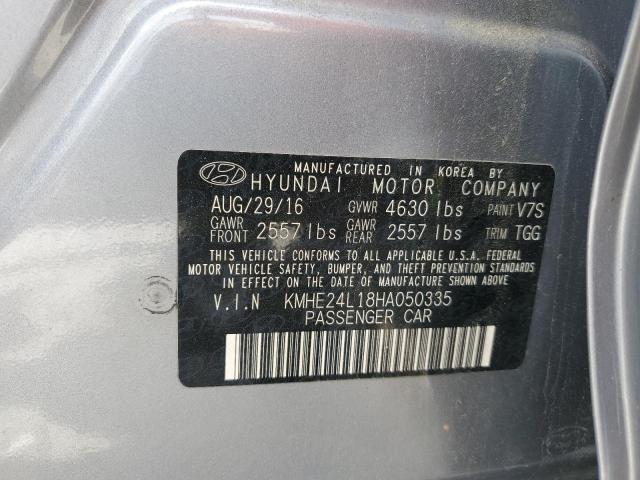 MANUFACTURED IN KOREA BY
HYUNDAI MOTOR COMPANY
AUG/29/16 GVWR 4630 lbs PAINT V7S
GAWR FRONT 2557 lbs GAWR REAR 2557 lbs TRIM TGG
THIS VEHICLE CONFORMS TO ALL APPLICABLE U.S.A. FEDERAL
MOTOR VEHICLE SAFETY, BUMPER, AND THEFT PREVENTION STANDARDS
IN EFFECT ON THE DATE OF MANUFACTURE SHOWN ABOVE
V.I.N KMHE24L18HA050335
PASSENGER CAR